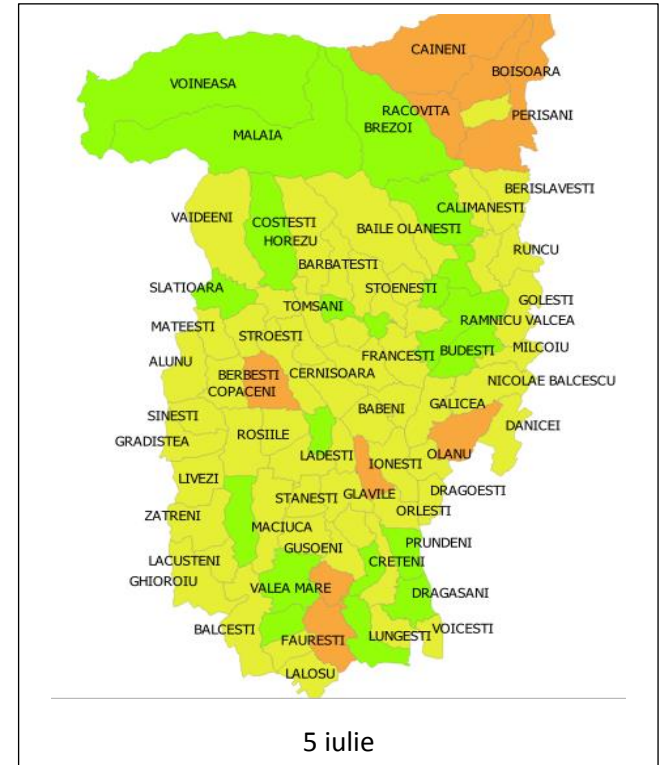 CAINENI
BOISOARA
VOINEASA
RACOVITA
PERISANI
BREZOI
MALAIA
BERISLAVESTI
CALIMANESTI
VAIDEENI
COSTESTI
BAILE OLANESTI
HOREZU
RUNCU
BARBATESTI
SLATIOARA
STOENESTI
GOLESTI
TOMSANI
RAMNICU VALCEA
MATEESTI
STROESTI
MILCOIU
BUDESTI
FRANCESTI
ALUNU
BERBESTI
CERNISOARA
NICOLAE BALCESCU
COPACENI
GALICEA
BABENI
SINESTI
DANICEI
ROSIILE
GRADISTEA
LADESTI
OLANU
IONESTI
LIVEZI
DRAGOESTI
STANESTI
GLAVILE
ORLESTI
ZATRENI
MACIUCA
PRUNDENI
GUSOENI
LACUSTENI
CRETENI
GHIOROIU
VALEA MARE
DRAGASANI
BALCESTI
VOICESTI
LUNGESTI
FAURESTI
LALOSU
5 iulie